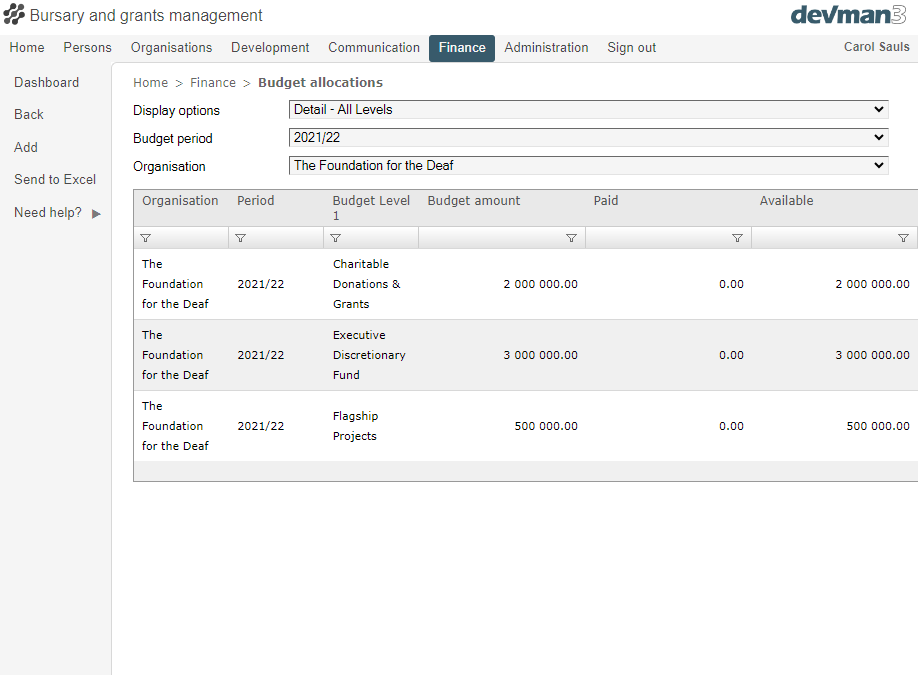 Bursary and grants management
devman3
Home Persons Organisations Development Communication Finance Administration Sign out Carol Sauls
Dashboard
Back
Add
Send to Excel
Need help?
Home > Finance > Budget allocations
Display options Detail - All Levels
Budget period 2021/22
Organisation The Foundation for the Deaf
Organisation Period Budget Level Budget amount Paid Available
1
The Charitable
Foundation 2021/22 Donations & 2 000 000.00 0.00 2 000 000.00
for the Deaf Grants
The Executive
Foundation 2021/22 Discretionary 3 000 000.00 0.00 3 000 000.00
for the Deaf Fund
The
Foundation 2021/22 Flagship Projects 500 000.00 0.00 500 000.00
for the Deaf